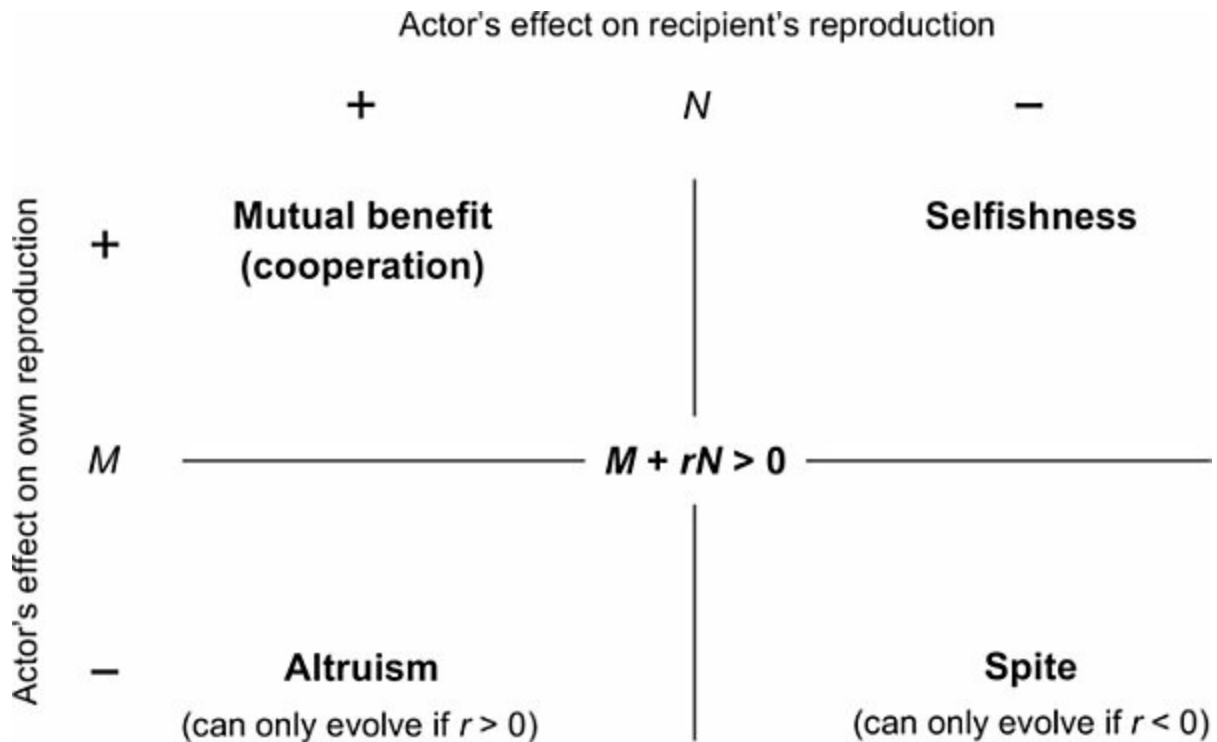 Actor's effect on recipient's reproduction
+ N −
Actor's effect on own reproduction
+
Mutual benefit
(cooperation)
Selfishness
M
M + rN > 0
−
Altruism
(can only evolve if r > 0)
Spite
(can only evolve if r < 0)